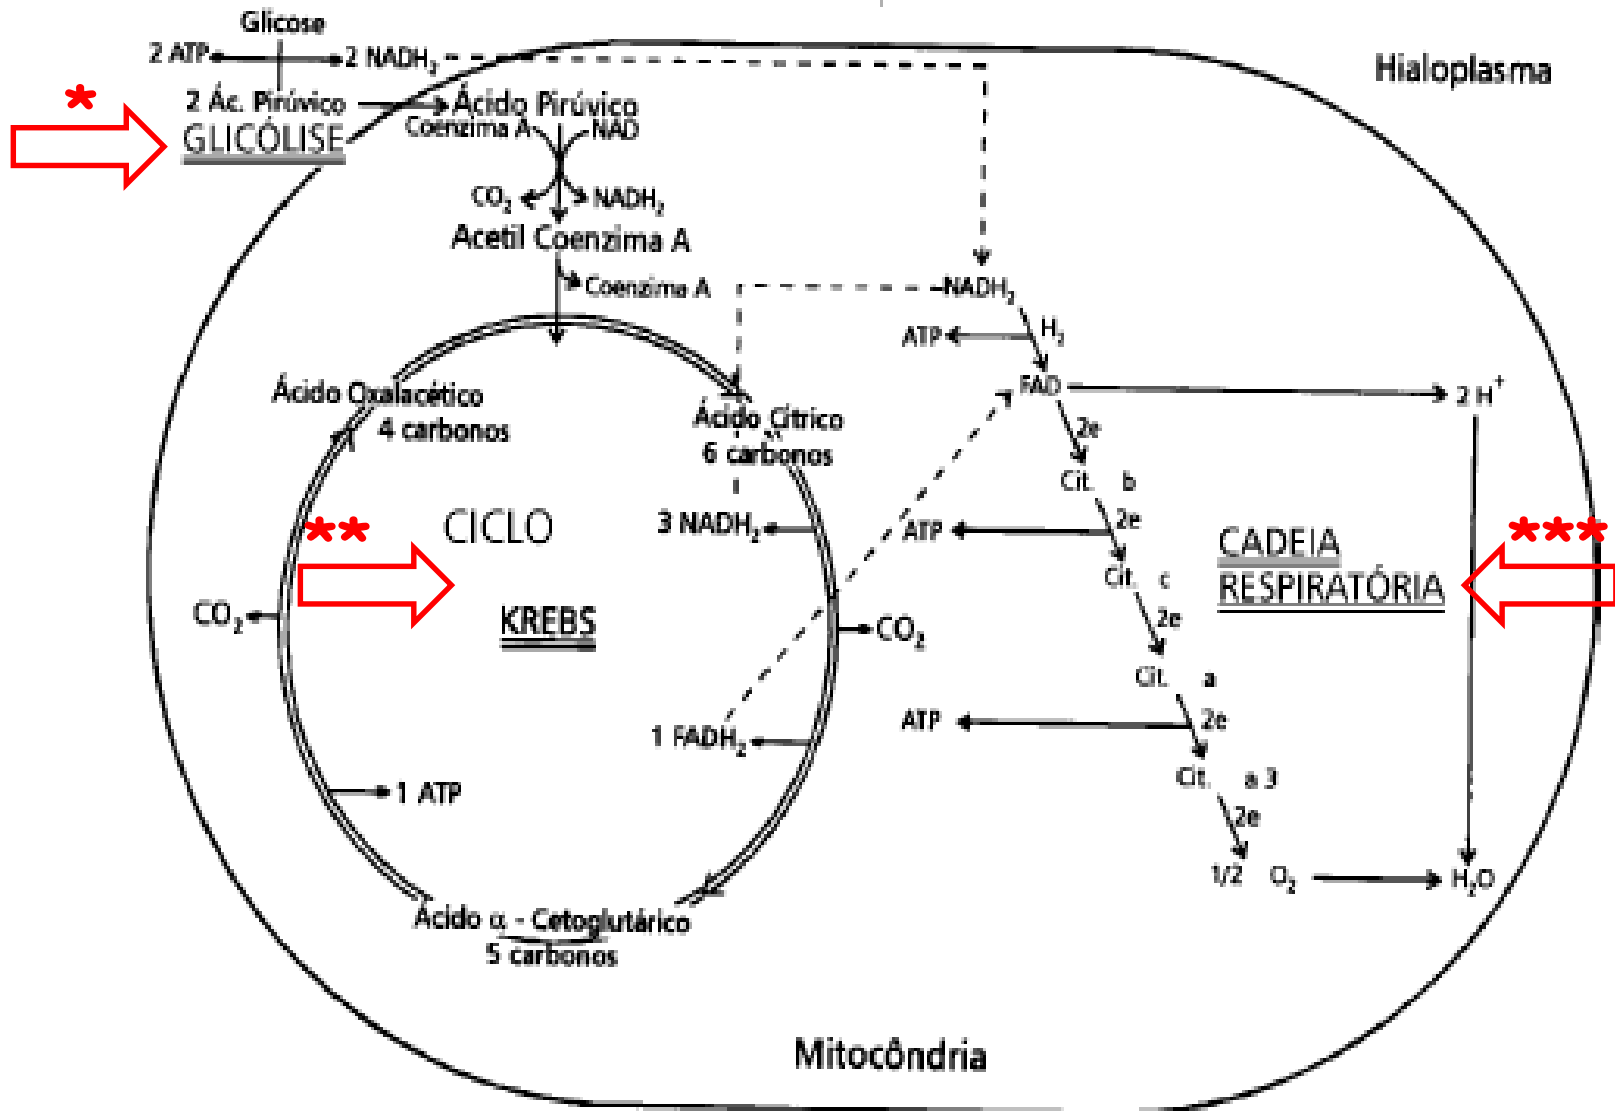 Glicose
2 ATP
2 NADH₂
Hialoplasma
*
2 Ác. Pirúvico
Ácido Pirúvico
GLICÓLISE
Coenzima A
NAD
CO₂
NADH₂
Acetil Coenzima A
Coenzima A
NADH₂
ATP
H₂
FAD
2 H⁺
Ácido Oxalacético
4 carbonos
Ácido Cítrico
6 carbonos
2e
Cit. b
**
CICLO
3 NADH₂
ATP
2e
***
CADEIA
RESPIRATÓRIA
Cit. c
2e
CO₂
KREBS
CO₂
Cit. a
1 FADH₂
ATP
2e
1 ATP
Cit. a 3
2e
1/2 O₂
H₂O
Ácido α - Cetoglutárico
5 carbonos
Mitocôndria